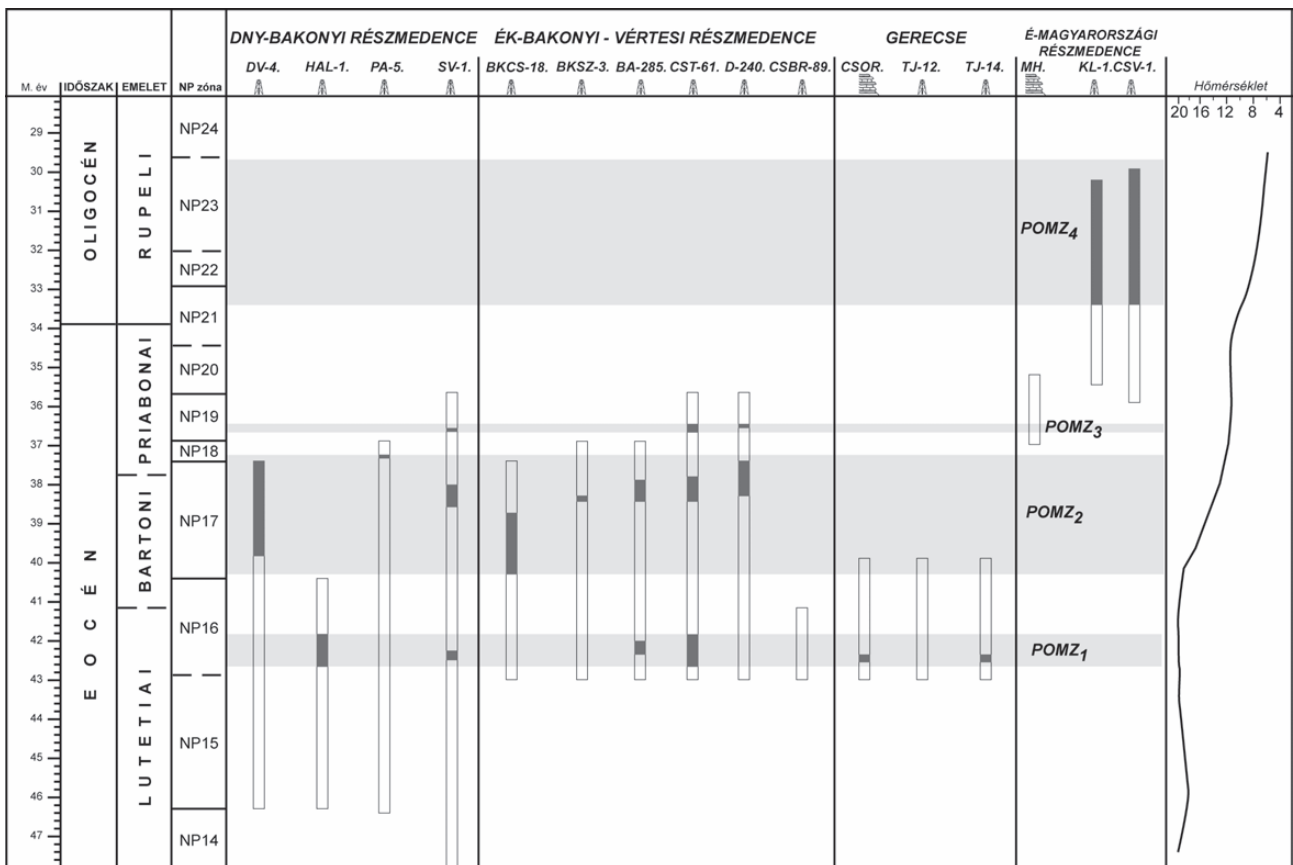 DNY-BAKONYI RÉSZMEDENCE
ÉK-BAKONYI - VÉRTESI RÉSZMEDENCE
GERECSE
É-MAGYARORSZÁGI
RÉSZMEDENCE
DV-4. HAL-1. PA-5. SV-1. BKCS-18. BKSZ-3. BA-285. CST-61. D-240. CSBR-89. CSOR. TJ-12. TJ-14. MH. KL-1. CSV-1.
M. év IDŐSZAK EMELET NP zóna
Hőmérséklet
20 16 12 8 4
29
30
31
32
33
34
35
36
37
38
39
40
41
42
43
44
45
46
47
OLIGOCÉN
EOCÉN
RUPELI
PRIABONAI
BARTONI
LUTETIAI
NP24
NP23
NP22
NP21
NP20
NP19
NP18
NP17
NP16
NP15
NP14
POMZ4
POMZ3
POMZ2
POMZ1